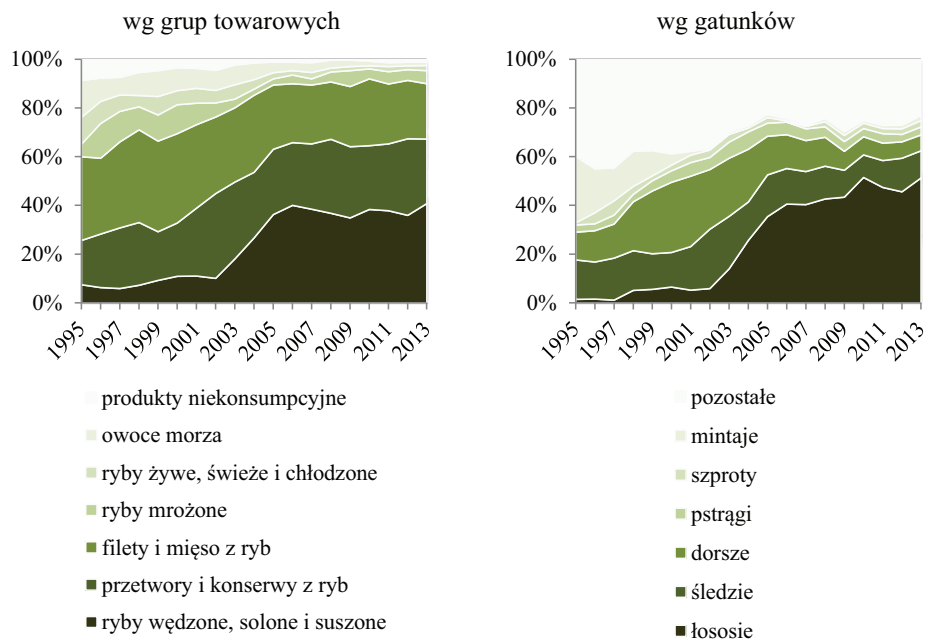 wg grup towarowych
100%
80%
60%
40%
20%
0%
1995
1997
1999
2001
2003
2005
2007
2009
2011
2013
produkty niekonsumpcyjne
owoce morza
ryby żywe, świeże i chłodzone
ryby mrożone
filety i mięso z ryb
przetwory i konserwy z ryb
ryby wędzone, solone i suszone
wg gatunków
100%
80%
60%
40%
20%
0%
1995
1997
1999
2001
2003
2005
2007
2009
2011
2013
pozostałe
mintaje
szproty
pstrągi
dorsze
śledzie
łososie